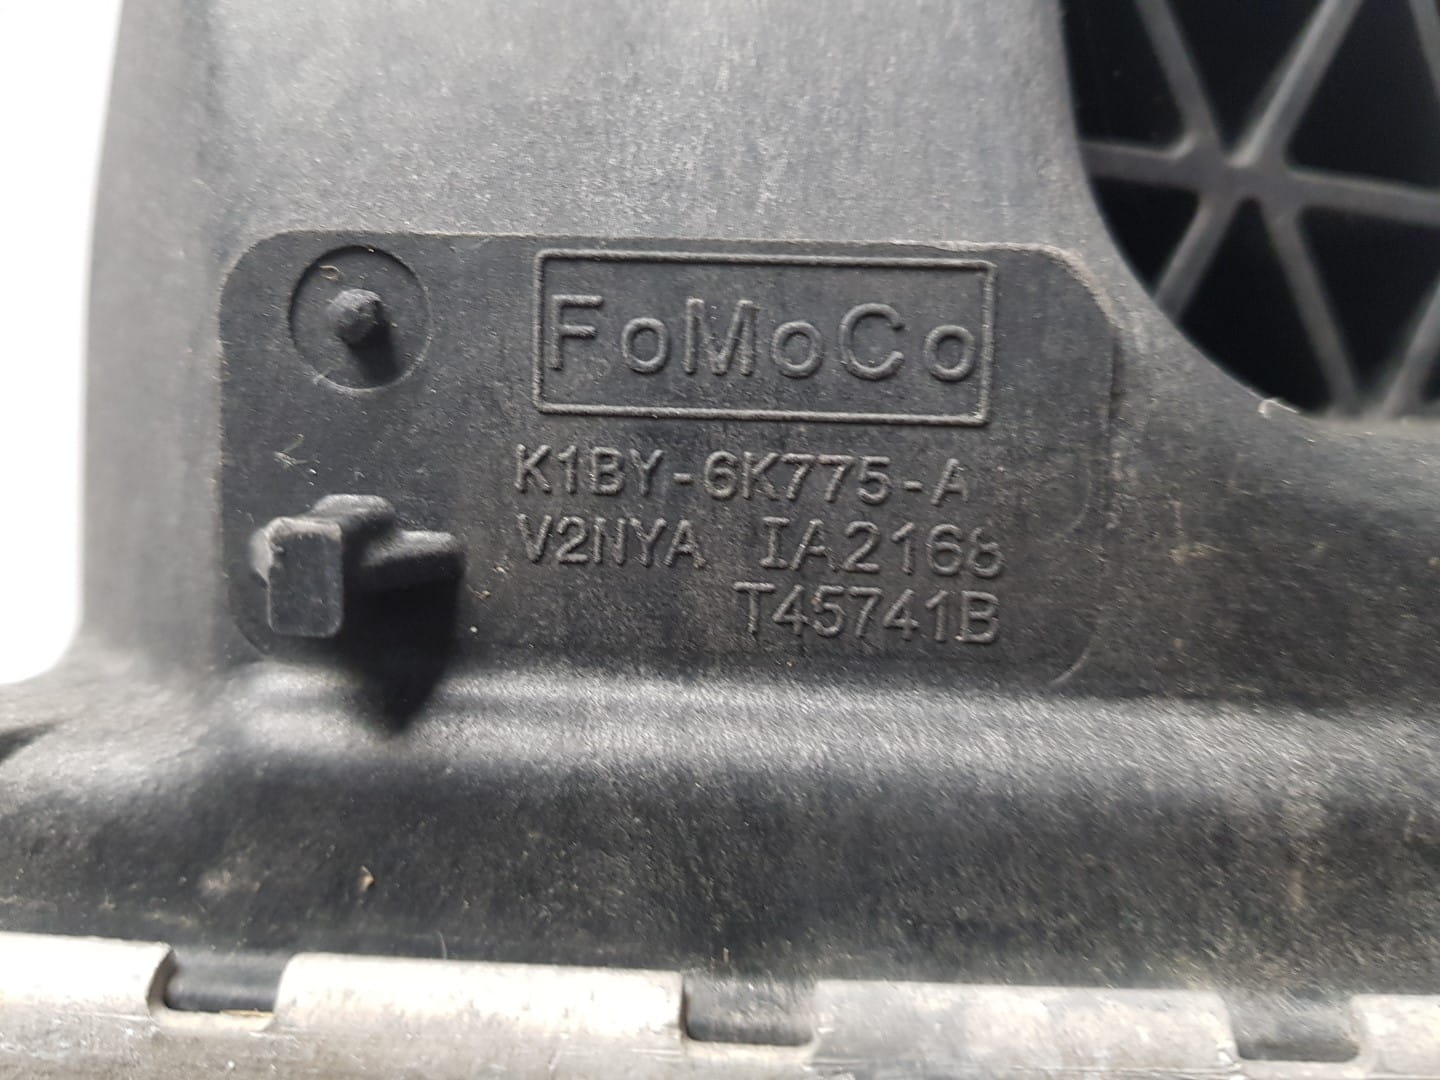 FoMoCo
K1BY-6K775-A
V2NYA IA2168
T45741B